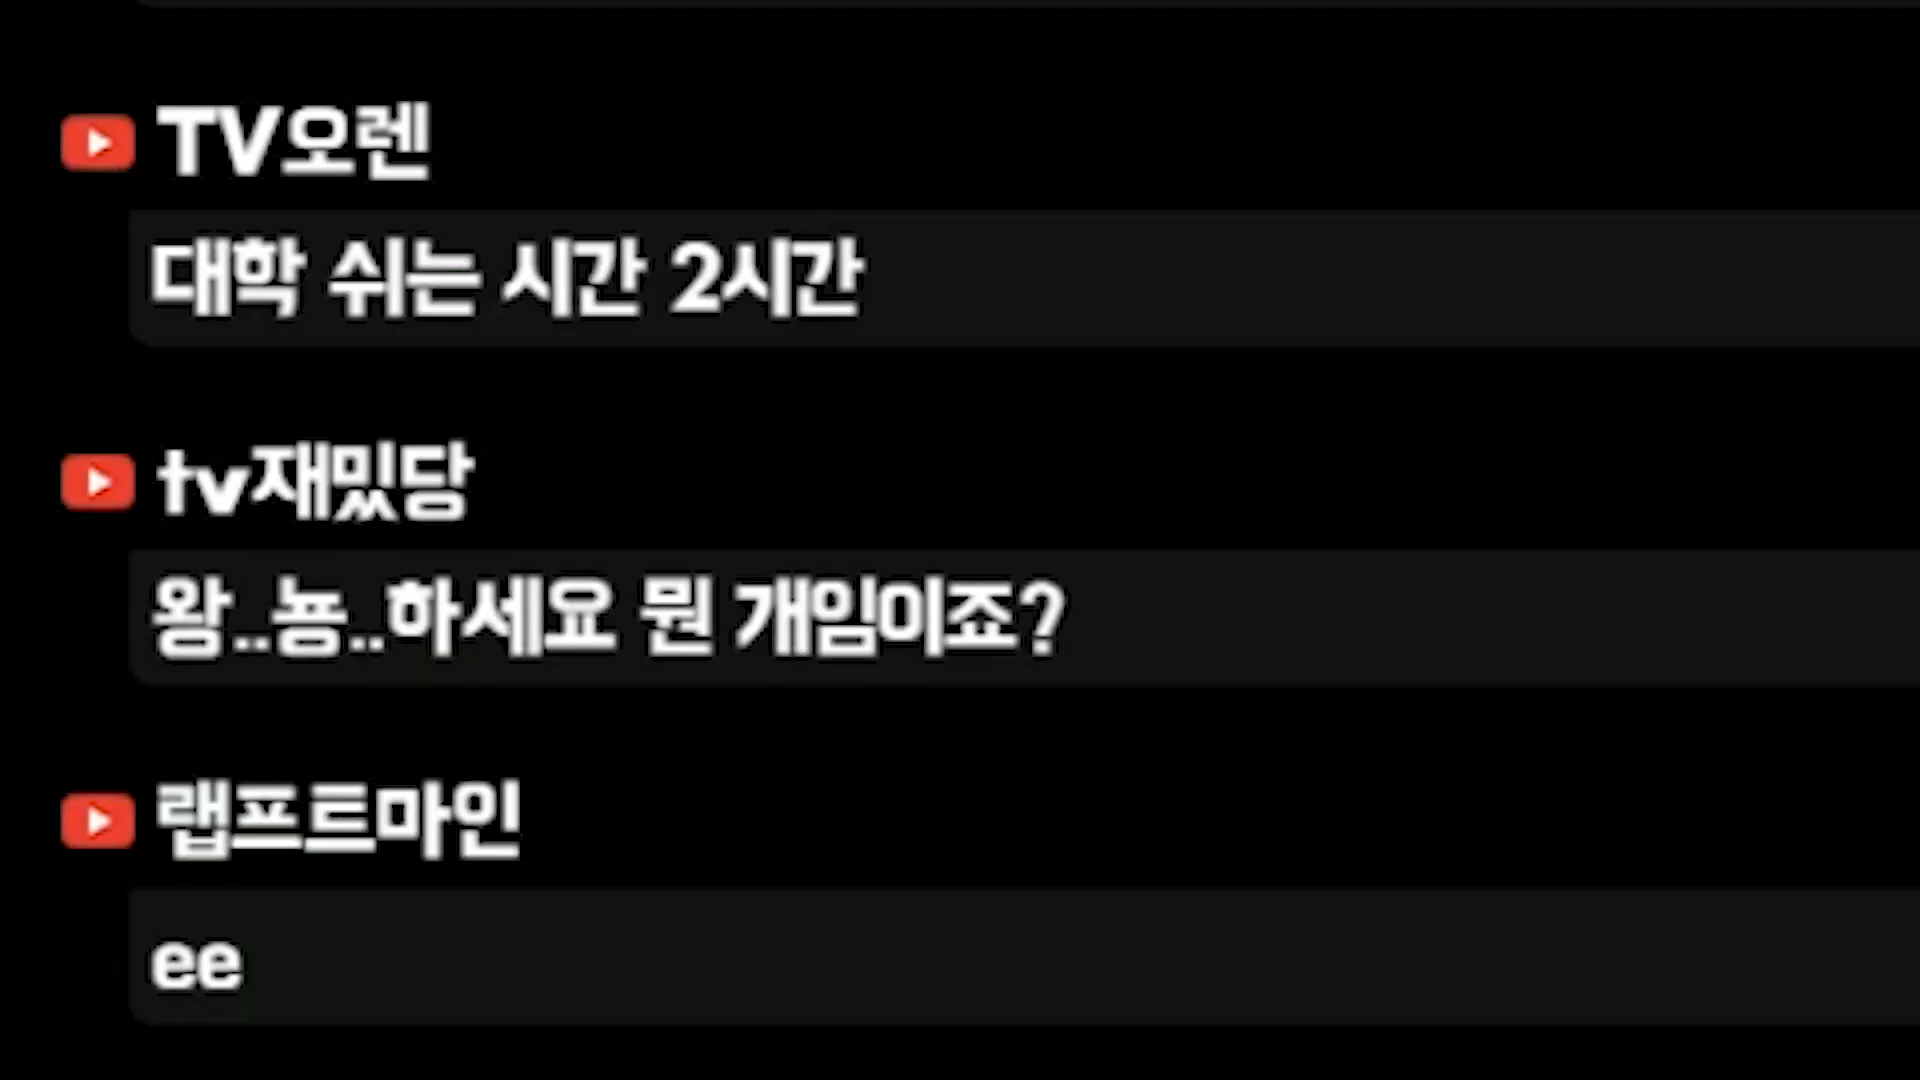 TV오렌
대학 쉬는 시간 2시간
tv재밌당
왕..뇽..하세요 뭔 개임이죠?
랩프트마인
ee